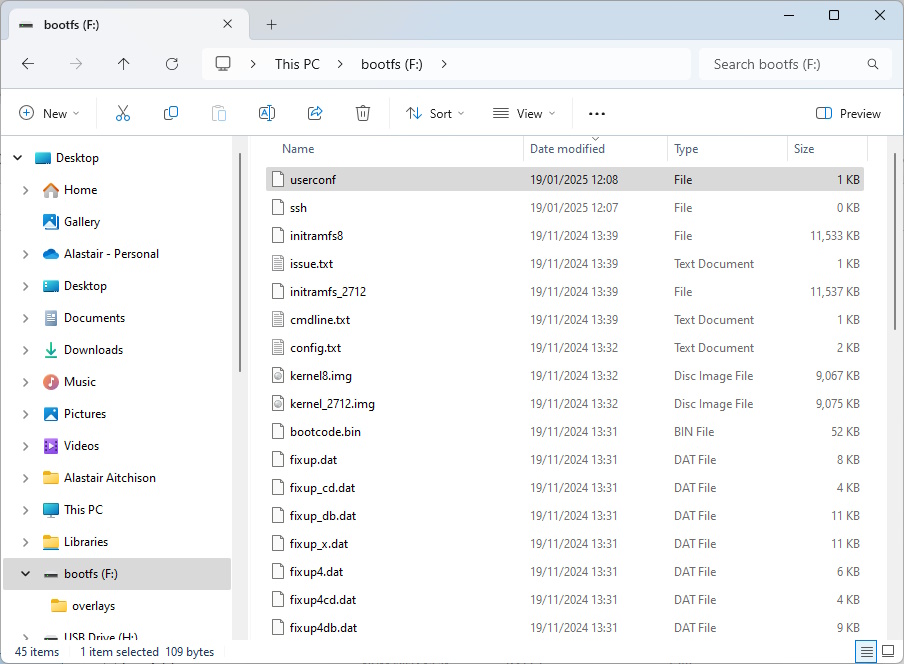 bootfs (F:)
This PC
bootfs (F:)
Search bootfs (F:)
New
Sort
View
Preview
Desktop
Home
Gallery
Alastair - Personal
Desktop
Documents
Downloads
Music
Pictures
Videos
Alastair Aitchison
This PC
Libraries
bootfs (F:)
overlays
USB Drive (H:)
Name Date modified Type Size
userconf 19/01/2025 12:08 File 1 KB
ssh 19/01/2025 12:07 File 0 KB
initramfs8 19/11/2024 13:39 File 11,533 KB
issue.txt 19/11/2024 13:39 Text Document 1 KB
initramfs_2712 19/11/2024 13:39 File 11,537 KB
cmdline.txt 19/11/2024 13:39 Text Document 1 KB
config.txt 19/11/2024 13:32 Text Document 2 KB
kernel8.img 19/11/2024 13:32 Disc Image File 9,067 KB
kernel_2712.img 19/11/2024 13:32 Disc Image File 9,075 KB
bootcode.bin 19/11/2024 13:31 BIN File 52 KB
fixup.dat 19/11/2024 13:31 DAT File 8 KB
fixup_cd.dat 19/11/2024 13:31 DAT File 4 KB
fixup_db.dat 19/11/2024 13:31 DAT File 11 KB
fixup_x.dat 19/11/2024 13:31 DAT File 11 KB
fixup4.dat 19/11/2024 13:31 DAT File 6 KB
fixup4cd.dat 19/11/2024 13:31 DAT File 4 KB
fixup4db.dat 19/11/2024 13:31 DAT File 9 KB
45 items 1 item selected 109 bytes